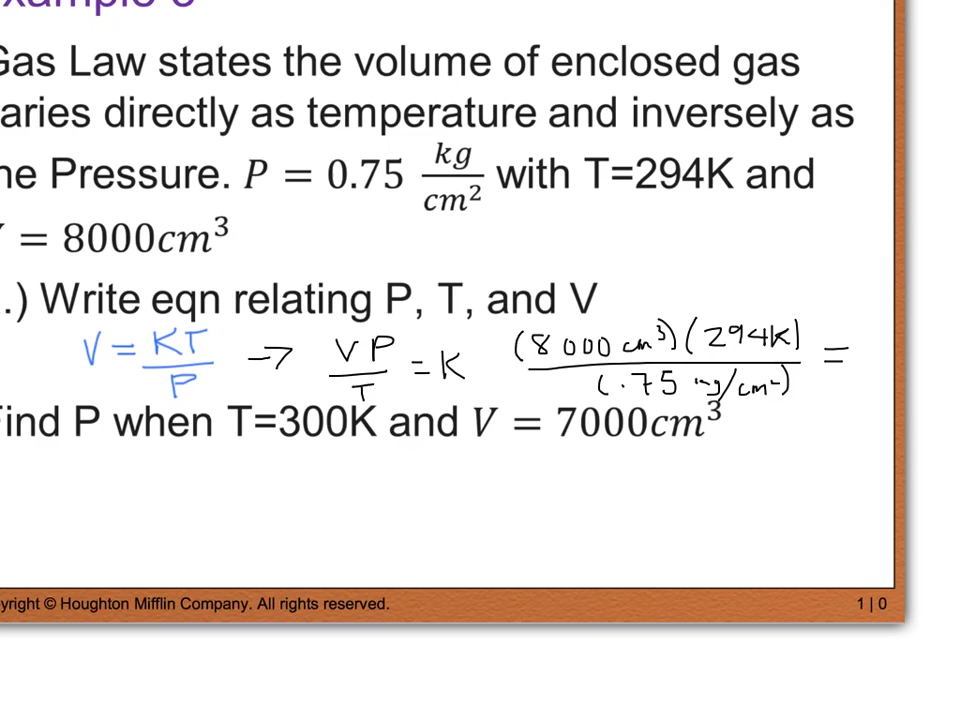 Gas Law states the volume of enclosed gas
aries directly as temperature and inversely as
he Pressure. P = 0.75 kg/cm² with T=294K and
= 8000cm³
.) Write eqn relating P, T, and V
V = KT/P → VP/T = K (8000 cm³)(294K)/(.75 kg/cm²) =
Find P when T=300K and V = 7000cm³
yright © Houghton Mifflin Company. All rights reserved. 1 | 0